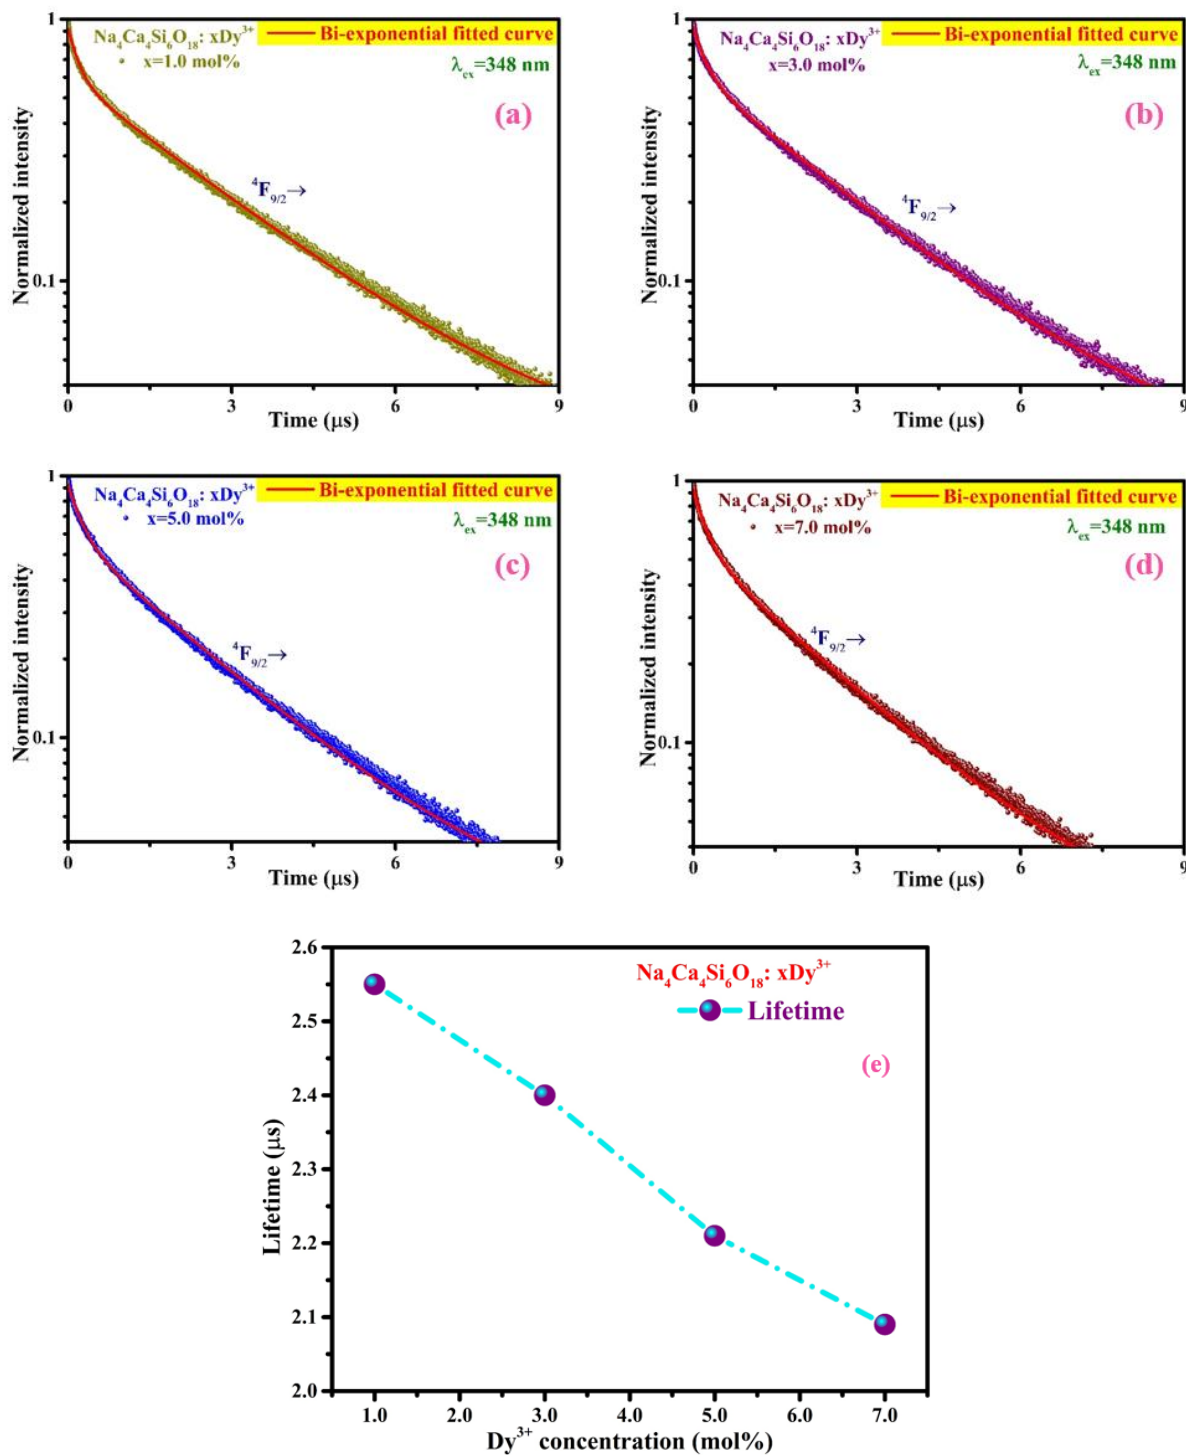 Na₄Ca₄Si₆O₁₈: xDy³⁺
x=1.0 mol%
Bi-exponential fitted curve
λₑₓ=348 nm
(a)
⁴F₉/₂→
Normalized intensity
1
0.1
0
3
6
9
Time (μs)
Na₄Ca₄Si₆O₁₈: xDy³⁺
x=3.0 mol%
Bi-exponential fitted curve
λₑₓ=348 nm
(b)
⁴F₉/₂→
Normalized intensity
1
0.1
0
3
6
9
Time (μs)
Na₄Ca₄Si₆O₁₈: xDy³⁺
x=5.0 mol%
Bi-exponential fitted curve
λₑₓ=348 nm
(c)
⁴F₉/₂→
Normalized intensity
1
0.1
0
3
6
9
Time (μs)
Na₄Ca₄Si₆O₁₈: xDy³⁺
x=7.0 mol%
Bi-exponential fitted curve
λₑₓ=348 nm
(d)
⁴F₉/₂→
Normalized intensity
1
0.1
0
3
6
9
Time (μs)
Na₄Ca₄Si₆O₁₈: xDy³⁺
Lifetime
(e)
Lifetime (μs)
2.6
2.5
2.4
2.3
2.2
2.1
2.0
1.0
2.0
3.0
4.0
5.0
6.0
7.0
Dy³⁺ concentration (mol%)